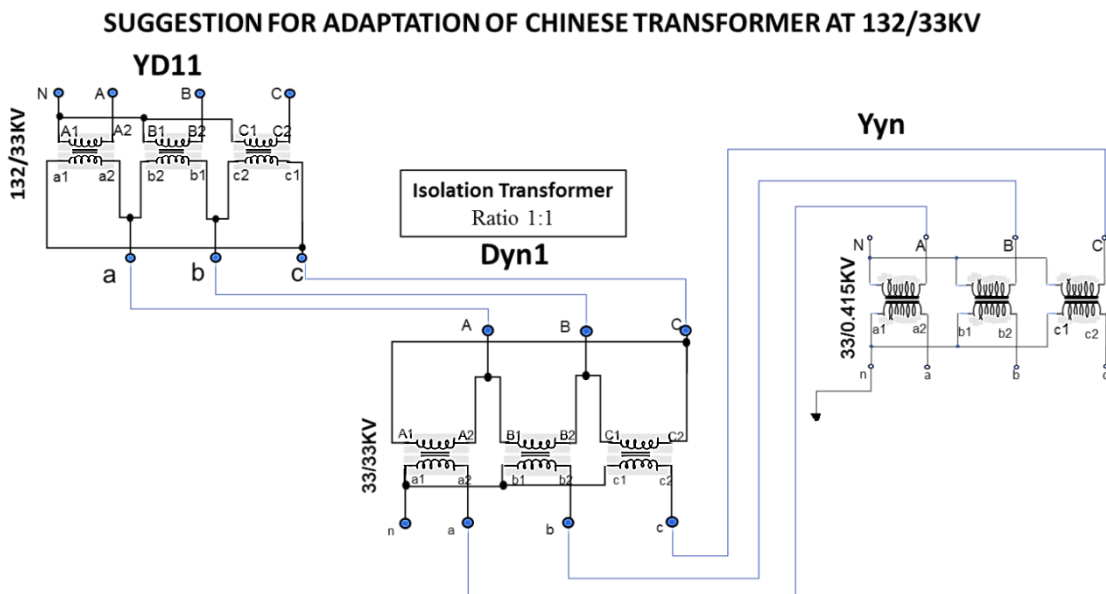 SUGGESTION FOR ADAPTATION OF CHINESE TRANSFORMER AT 132/33KV
YD11
N A B C
132/33KV
A1 A2 B1 B2 C1 C2
a1 a2 b2 b1 c2 c1
a b c
Isolation Transformer
Ratio 1:1
Dyn1
A B C
33/33KV
A1 A2 B1 B2 C1 C2
a1 a2 b1 b2 c1 c2
n a b c
Yyn
N A B C
33/0.415KV
a1 a2 b1 b2 c1 c2
n a b